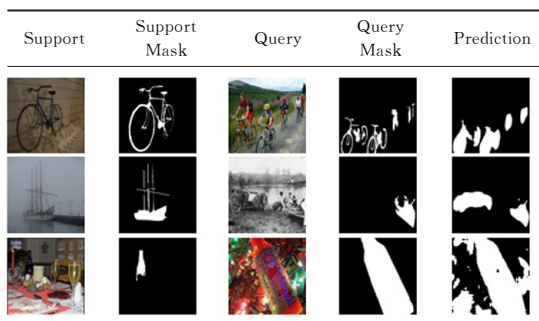 Support
Support
Mask
Query
Query
Mask
Prediction